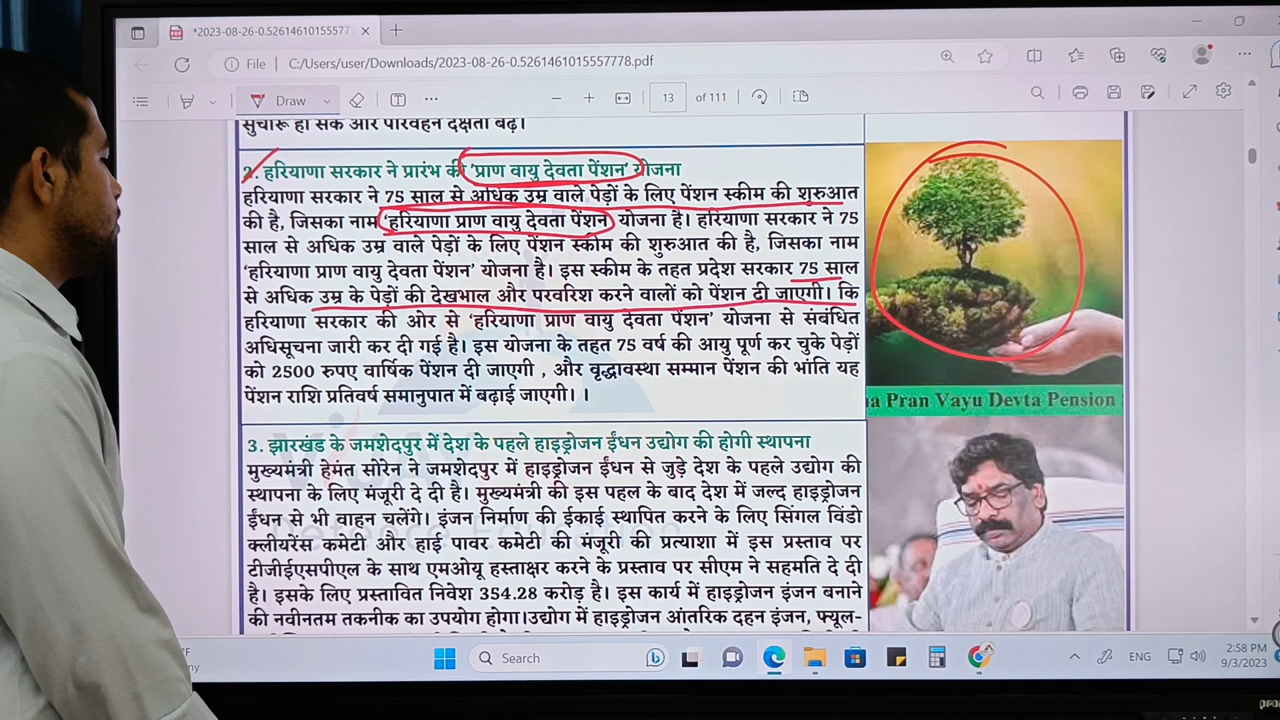 *2023-08-26-0.52614610155577
File
C:/Users/user/Downloads/2023-08-26-0.5261461015557778.pdf
Draw
13 of 111
सुचारू हो सके और परिवहन दक्षता बढ़े।
2. हरियाणा सरकार ने प्रारंभ की 'प्राण वायु देवता पेंशन' योजना
हरियाणा सरकार ने 75 साल से अधिक उम्र वाले पेड़ों के लिए पेंशन स्कीम की शुरुआत
की है, जिसका नाम 'हरियाणा प्राण वायु देवता पेंशन' योजना है। हरियाणा सरकार ने 75
साल से अधिक उम्र वाले पेड़ों के लिए पेंशन स्कीम की शुरुआत की है, जिसका नाम
'हरियाणा प्राण वायु देवता पेंशन' योजना है। इस स्कीम के तहत प्रदेश सरकार 75 साल
से अधिक उम्र के पेड़ों की देखभाल और परवरिश करने वालों को पेंशन दी जाएगी। कि
हरियाणा सरकार की ओर से 'हरियाणा प्राण वायु देवता पेंशन' योजना से संबंधित
अधिसूचना जारी कर दी गई है। इस योजना के तहत 75 वर्ष की आयु पूर्ण कर चुके पेड़ों
को 2500 रुपए वार्षिक पेंशन दी जाएगी , और वृद्धावस्था सम्मान पेंशन की भांति यह
पेंशन राशि प्रतिवर्ष समानुपात में बढ़ाई जाएगी। ।
a Pran Vayu Devta Pension
3. झारखंड के जमशेदपुर में देश के पहले हाइड्रोजन ईंधन उद्योग की होगी स्थापना
मुख्यमंत्री हेमंत सोरेन ने जमशेदपुर में हाइड्रोजन ईंधन से जुड़े देश के पहले उद्योग की
स्थापना के लिए मंजूरी दे दी है। मुख्यमंत्री की इस पहल के बाद देश में जल्द हाइड्रोजन
ईंधन से भी वाहन चलेंगे। इंजन निर्माण की ईकाई स्थापित करने के लिए सिंगल विंडो
क्लीयरेंस कमेटी और हाई पावर कमेटी की मंजूरी की प्रत्याशा में इस प्रस्ताव पर
टीजीईएसपीएल के साथ एमओयू हस्ताक्षर करने के प्रस्ताव पर सीएम ने सहमति दे दी
है। इसके लिए प्रस्तावित निवेश 354.28 करोड़ है। इस कार्य में हाइड्रोजन इंजन बनाने
की नवीनतम तकनीक का उपयोग होगा।उद्योग में हाइड्रोजन आंतरिक दहन इंजन, फ्यूल-
Search
ENG
2:58 PM
9/3/2023